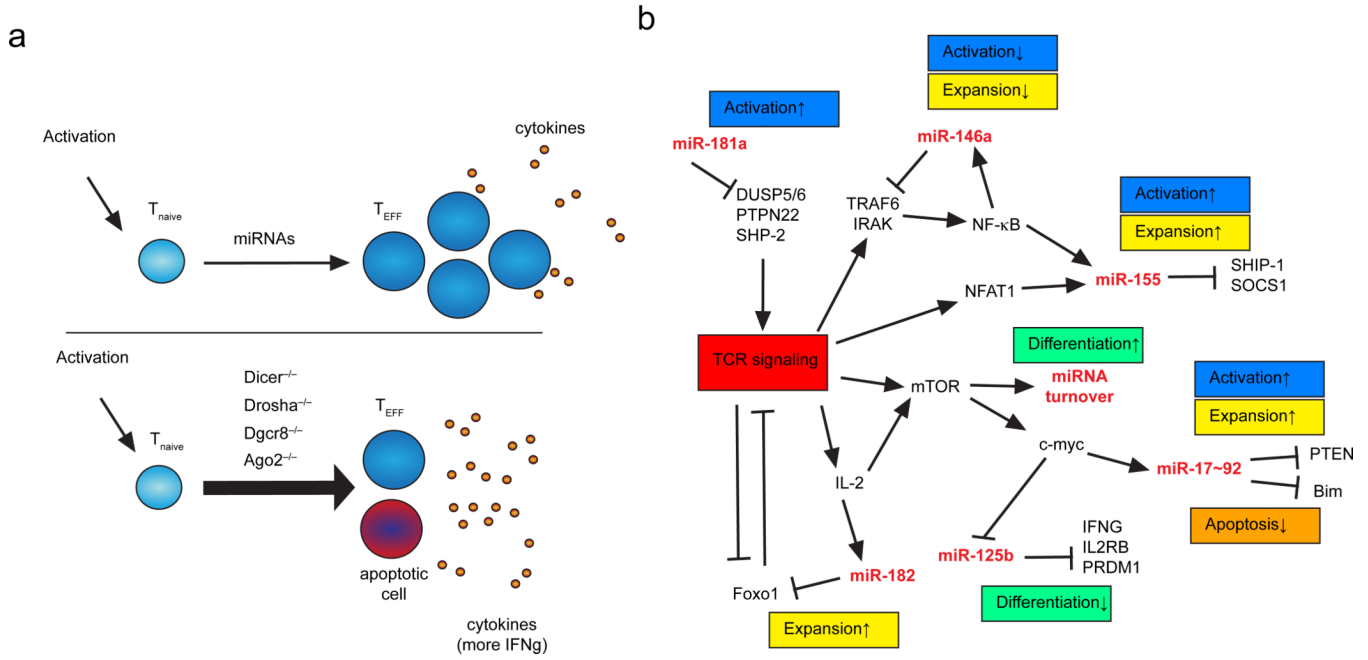 a
Activation
cytokines
T_naive
miRNAs
T_EFF
Activation
T_naive
Dicer–/–
Drosha–/–
Dgcr8–/–
Ago2–/–
T_EFF
apoptotic
cell
cytokines
(more IFNg)
b
Activation↑
miR-181a
DUSP5/6
PTPN22
SHP-2
TCR signaling
Activation↓
Expansion↓
miR-146a
TRAF6
IRAK
NF-κB
Activation↑
Expansion↑
miR-155
SHIP-1
SOCS1
NFAT1
Differentiation↑
miRNA
turnover
mTOR
Activation↑
Expansion↑
c-myc
miR-17~92
PTEN
Bim
Apoptosis↓
IL-2
miR-125b
IFNG
IL2RB
PRDM1
Differentiation↓
Foxo1
miR-182
Expansion↑